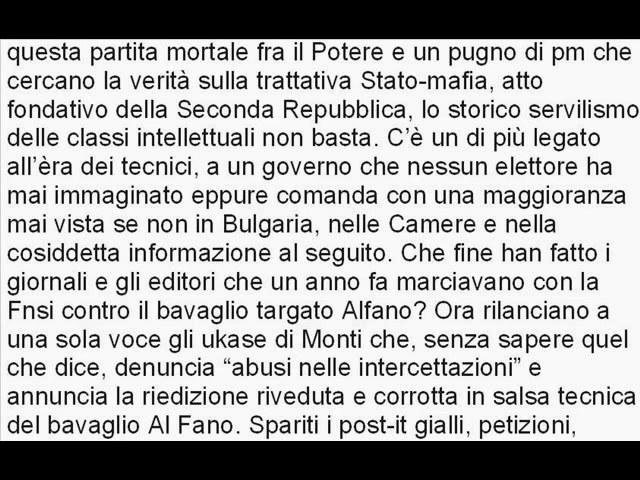 questa partita mortale fra il Potere e un pugno di pm che
cercano la verità sulla trattativa Stato-mafia, atto
fondativo della Seconda Repubblica, lo storico servilismo
delle classi intellettuali non basta. C’è un di più legato
all’èra dei tecnici, a un governo che nessun elettore ha
mai immaginato eppure comanda con una maggioranza
mai vista se non in Bulgaria, nelle Camere e nella
cosiddetta informazione al seguito. Che fine han fatto i
giornali e gli editori che un anno fa marciavano con la
Fnsi contro il bavaglio targato Alfano? Ora rilanciano a
una sola voce gli ukase di Monti che, senza sapere quel
che dice, denuncia “abusi nelle intercettazioni” e
annuncia la riedizione riveduta e corrotta in salsa tecnica
del bavaglio Al Fano. Spariti i post-it gialli, petizioni,